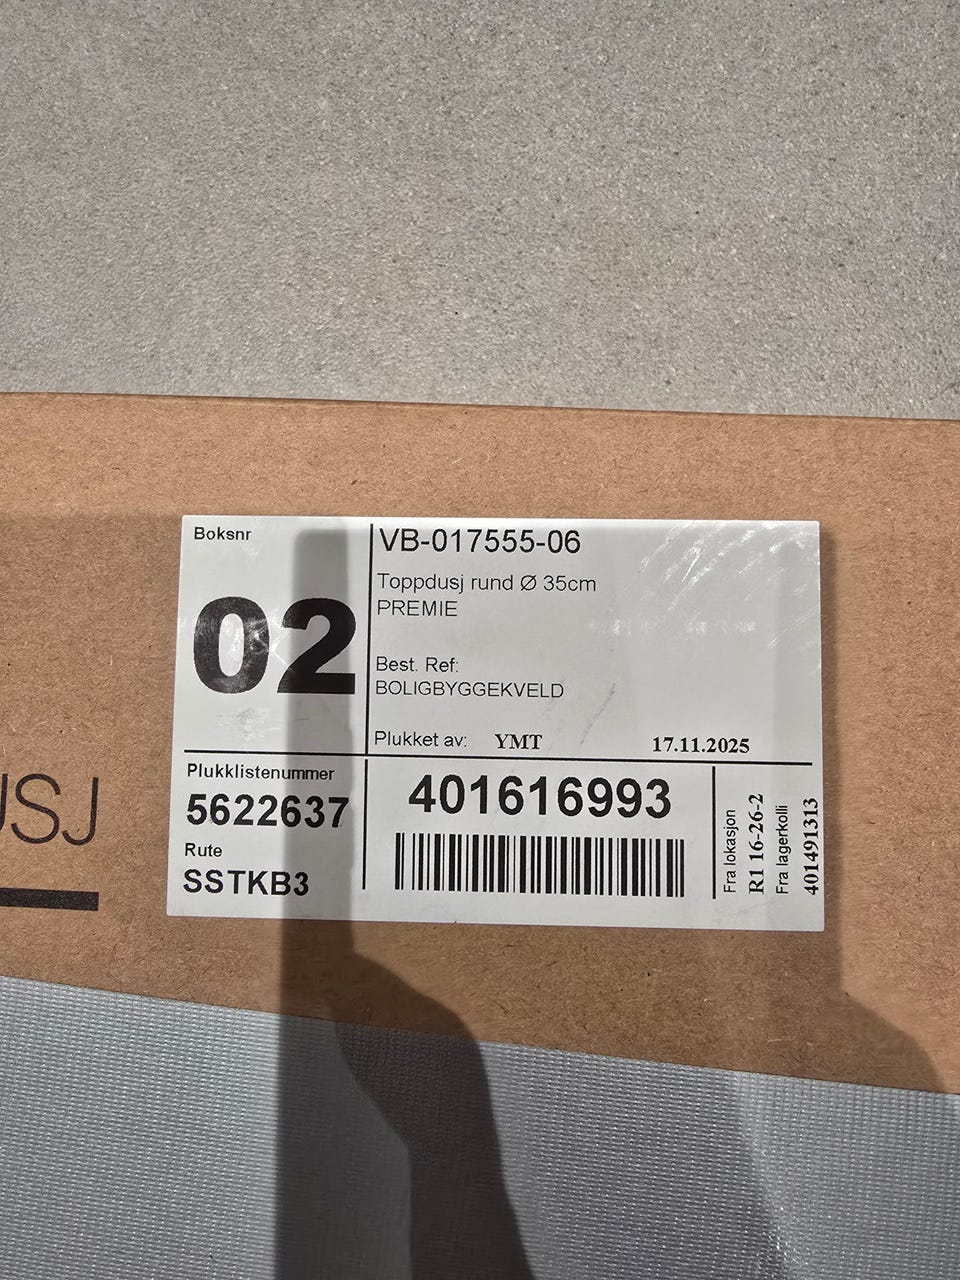 Boksnr
02
VB-017555-06
Toppdusj rund Ø 35cm
PREMIE
Best. Ref:
BOLIGBYGGEKVELD
Plukket av: YMT 17.11.2025
Plukklistenummer
5622637
Rute
SSTKB3
401616993
Fra lokasjon
R1 16-26-2
Fra lagerkolli
401491313
USJ